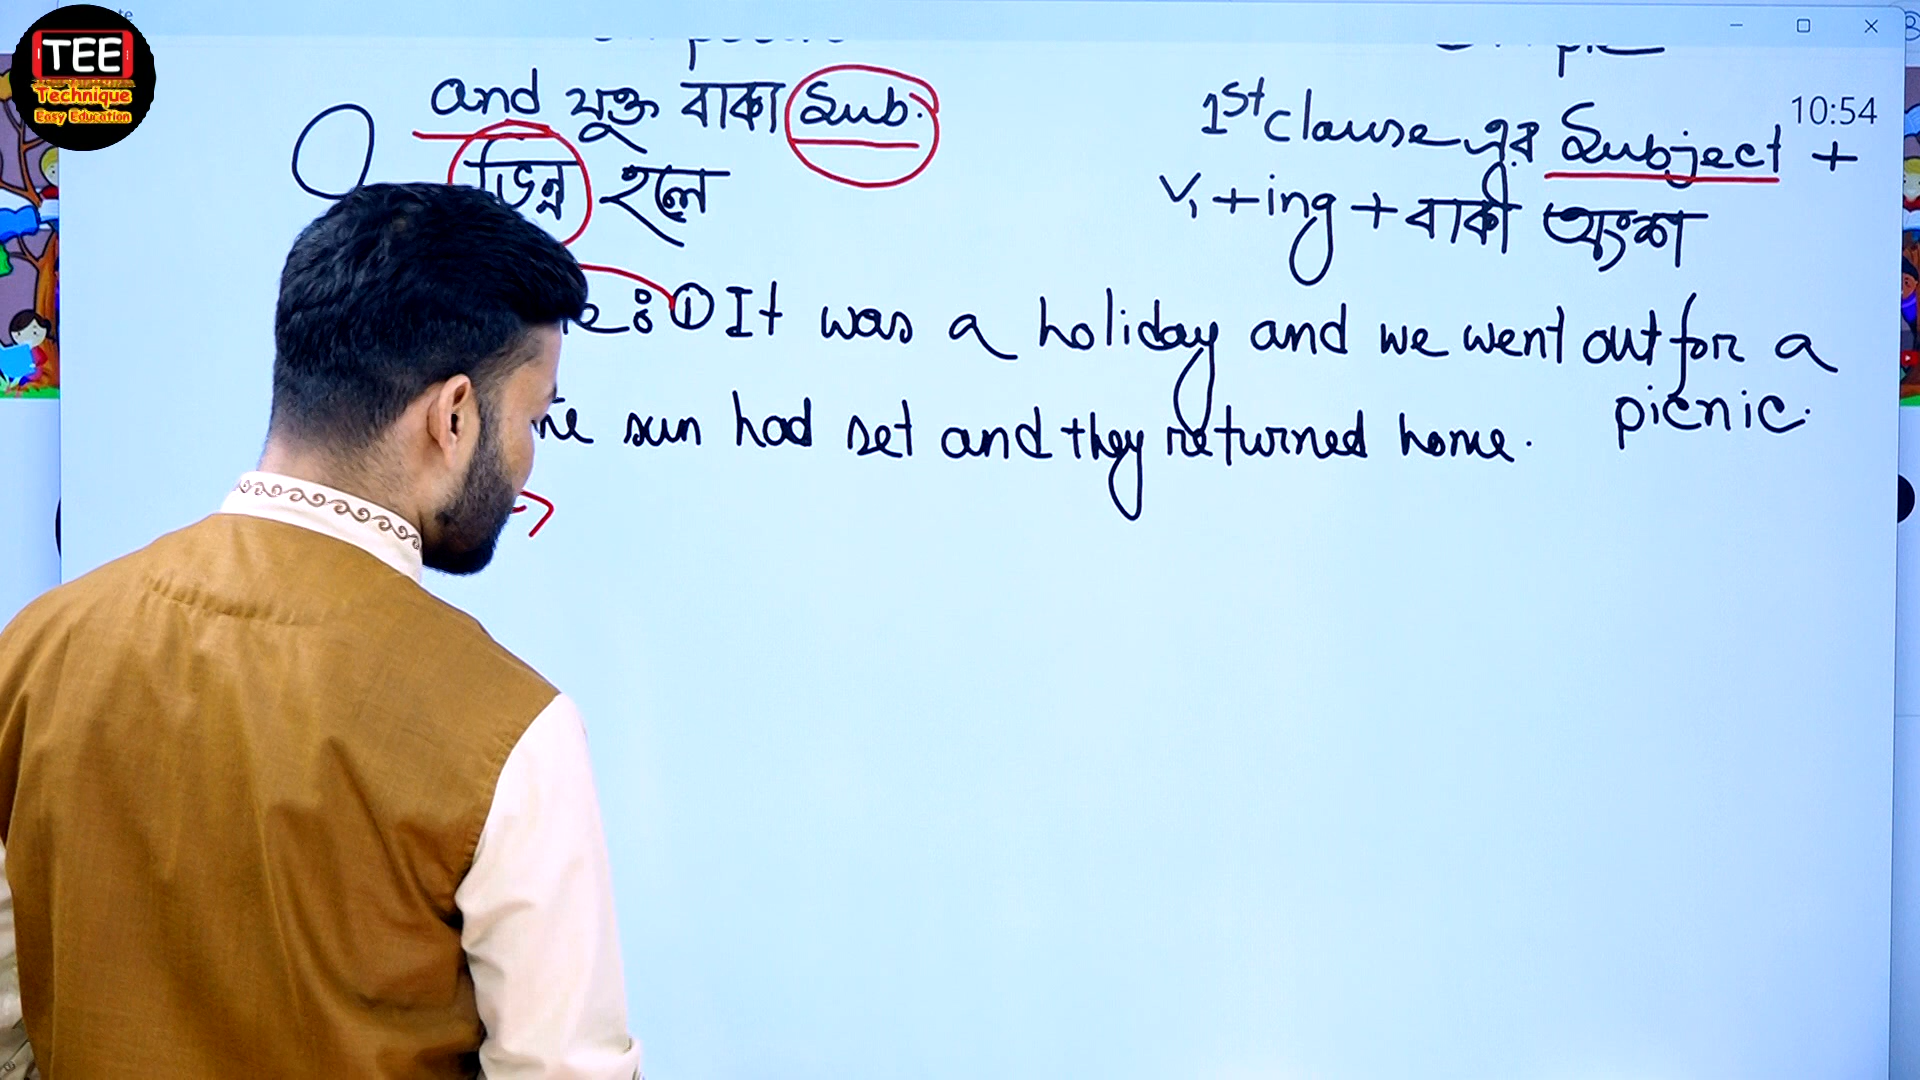 TEE
Technique
Easy Education
and যুক্ত বাক্য Sub.
ভিন্ন হলে
10:54
1st clause এর Subject +
V₁ + ing + বাকী অংশ
① It was a holiday and we went out for a
picnic.
sun had set and they returned home.